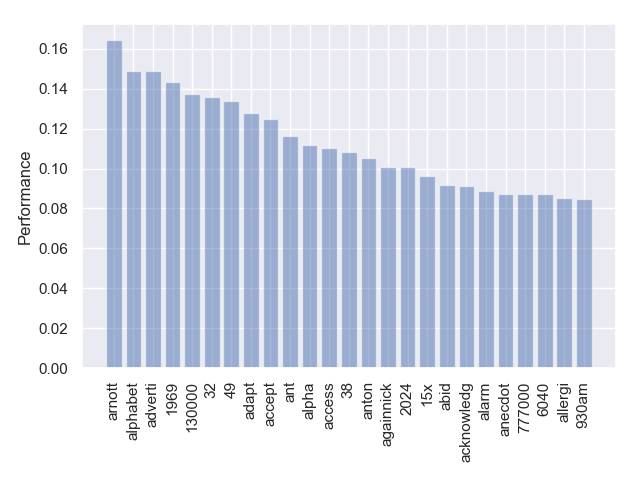 0.16
0.14
0.12
0.10
0.08
0.06
0.04
0.02
0.00
Performance
arnott
alphabet
adverti
1969
130000
32
49
adapt
accept
ant
alpha
access
38
anton
againnick
2024
15x
abid
acknowledg
alarm
anecdot
777000
6040
allergi
930am